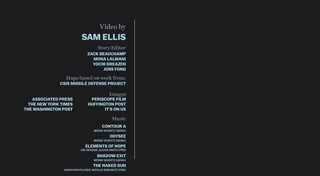 Video by
SAM ELLIS
Story Editor
ZACK BEAUCHAMP
MONA LALWANI
YOCHI DREAZEN
JOSS FONG
Maps based on work from:
CSIS MISSILE DEFENSE PROJECT
Images
ASSOCIATED PRESS
PERISCOPE FILM
THE NEW YORK TIMES
HUFFINGTON POST
THE WASHINGTON POST
IT'S ON US
Music
CONTOUR A
ODYSEE
ELEMENTS OF HOPE
SHADOW EXIT
THE NAKED SUN